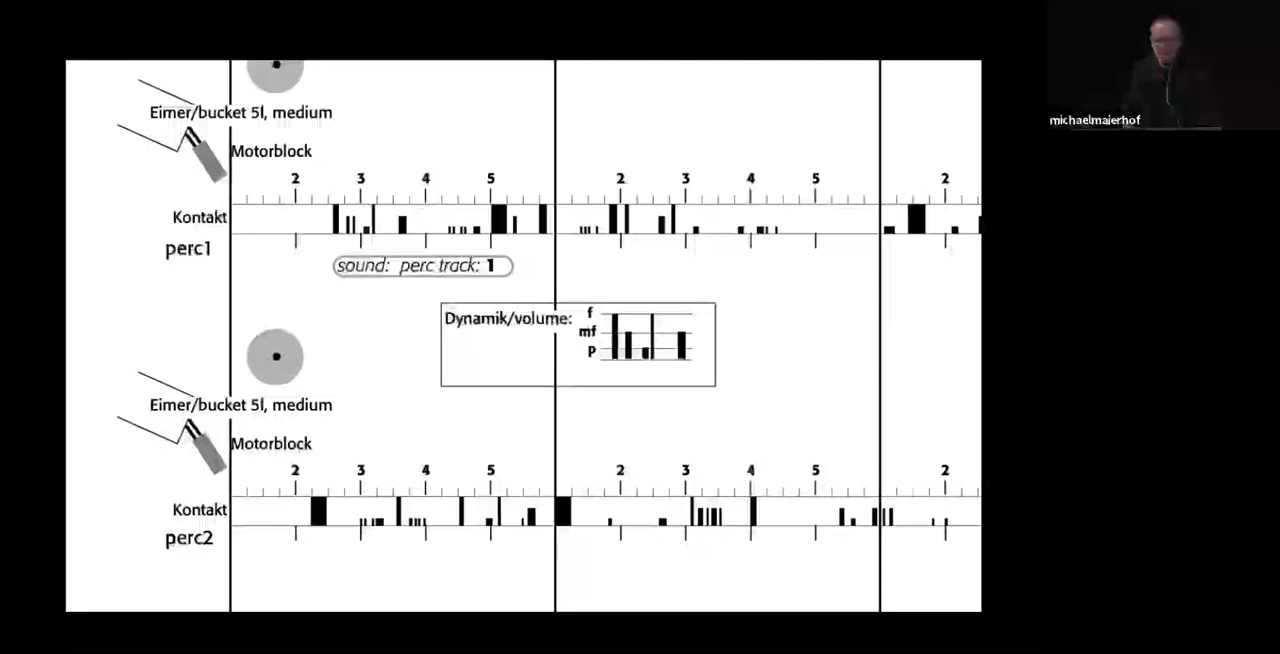 michaelmaierhof
Eimer/bucket 5l, medium
Motorblock
2 3 4 5 2 3 4 5 2
Kontakt
perc1
sound: perc track: 1
Dynamik/volume: f
mf
p
Eimer/bucket 5l, medium
Motorblock
2 3 4 5 2 3 4 5 2
Kontakt
perc2